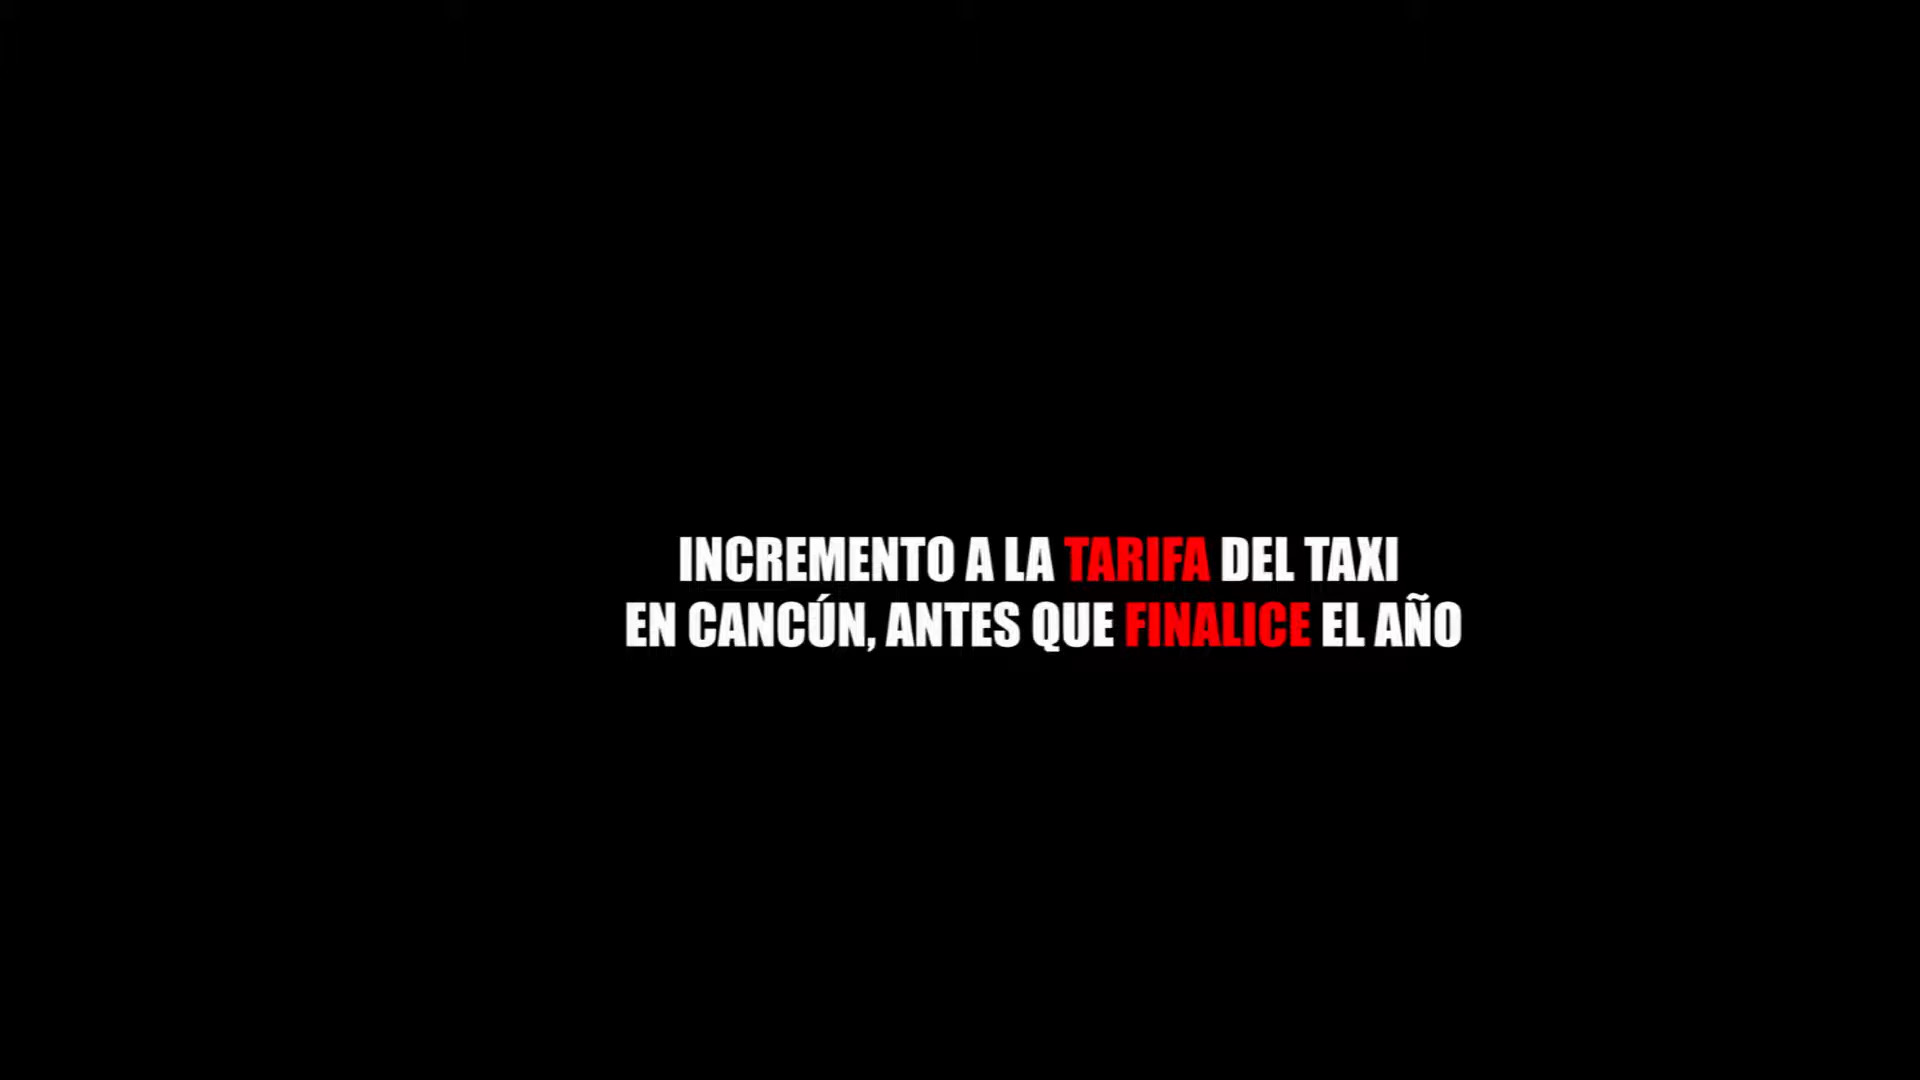 INCREMENTO A LA TARIFA DEL TAXI
EN CANCÚN, ANTES QUE FINALICE EL AÑO